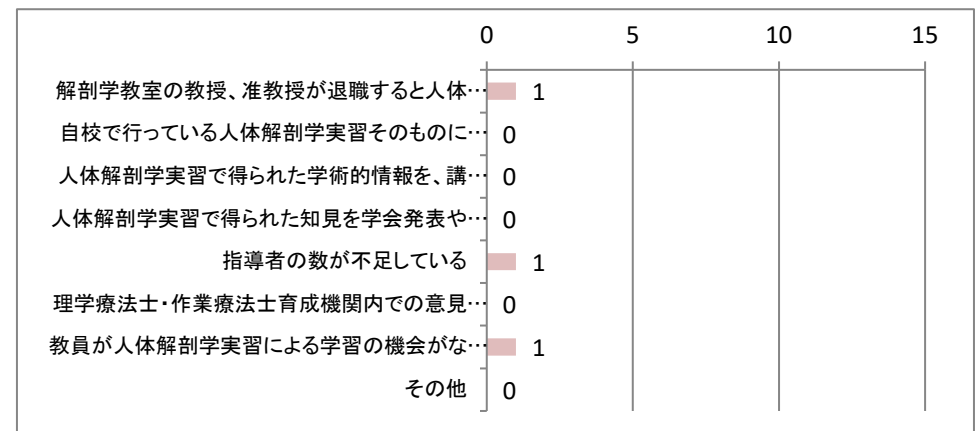 0 5 10 15
解剖学教室の教授、准教授が退職すると人体… 1
自校で行っている人体解剖学実習そのものに… 0
人体解剖学実習で得られた学術的情報を、講… 0
人体解剖学実習で得られた知見を学会発表や… 0
指導者の数が不足している 1
理学療法士・作業療法士育成機関内での意見… 0
教員が人体解剖学実習による学習の機会がな… 1
その他 0